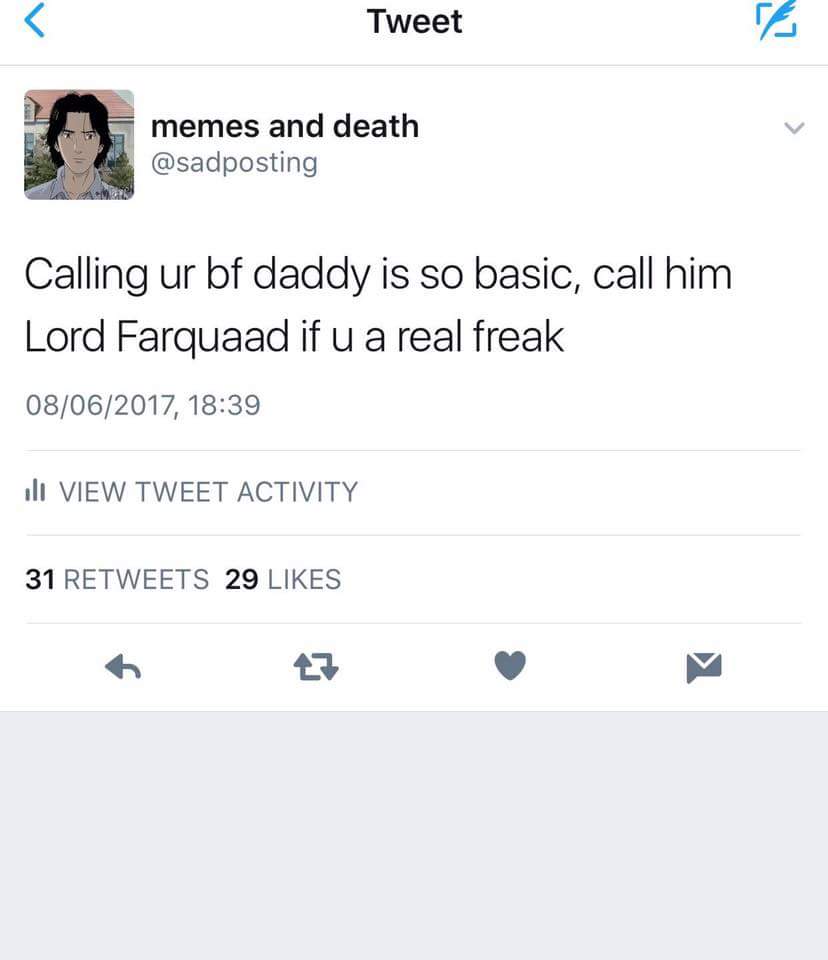 Tweet
memes and death
@sadposting
Calling ur bf daddy is so basic, call him
Lord Farquaad if u a real freak
08/06/2017, 18:39
VIEW TWEET ACTIVITY
31 RETWEETS 29 LIKES